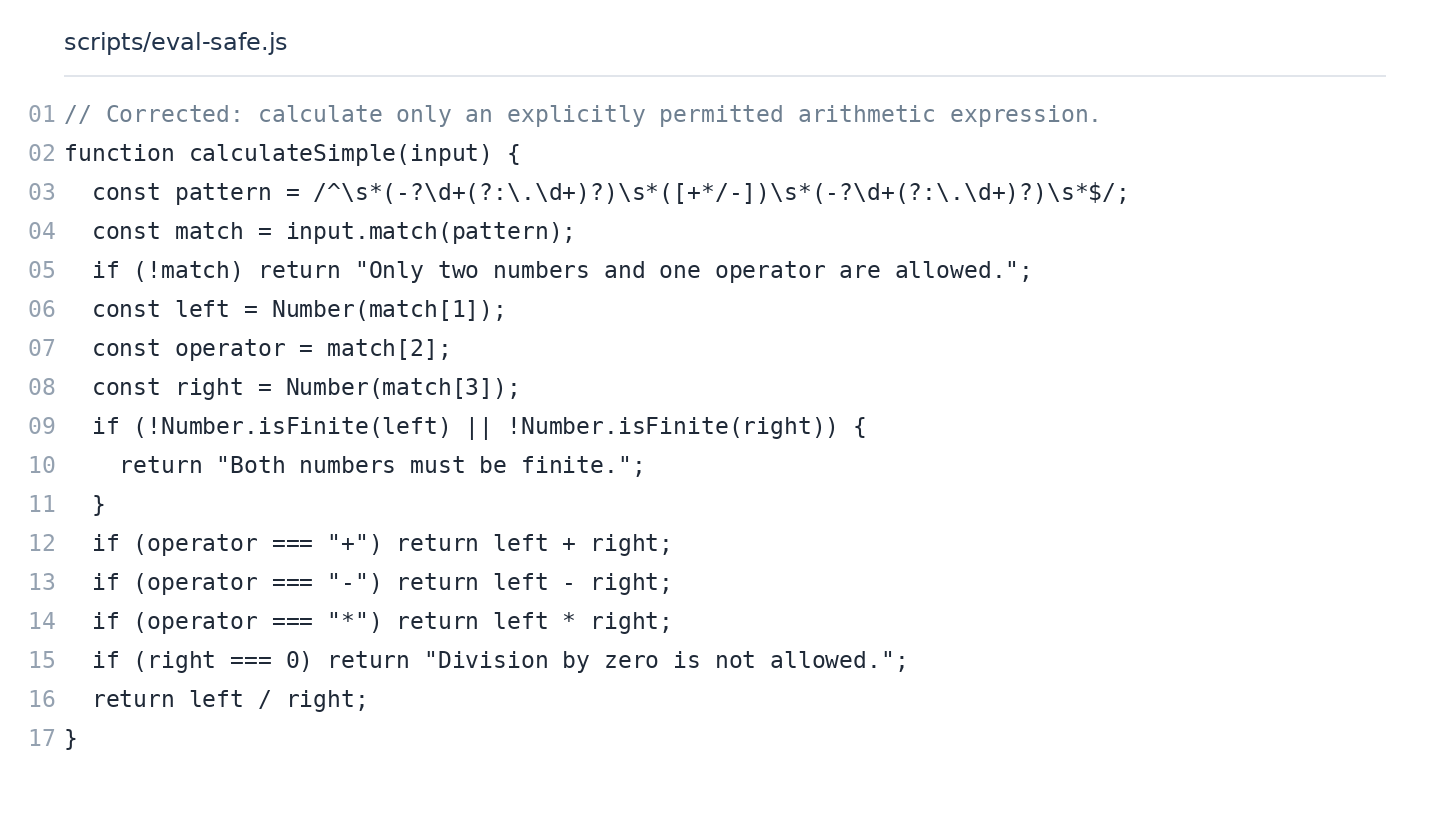 scripts/eval-safe.js
01 // Corrected: calculate only an explicitly permitted arithmetic expression.
02 function calculateSimple(input) {
03   const pattern = /^\s*(-?\d+(?:\.\d+)?)\s*([+*/-])\s*(-?\d+(?:\.\d+)?)\s*$/;
04   const match = input.match(pattern);
05   if (!match) return "Only two numbers and one operator are allowed.";
06   const left = Number(match[1]);
07   const operator = match[2];
08   const right = Number(match[3]);
09   if (!Number.isFinite(left) || !Number.isFinite(right)) {
10     return "Both numbers must be finite.";
11   }
12   if (operator === "+") return left + right;
13   if (operator === "-") return left - right;
14   if (operator === "*") return left * right;
15   if (right === 0) return "Division by zero is not allowed.";
16   return left / right;
17 }